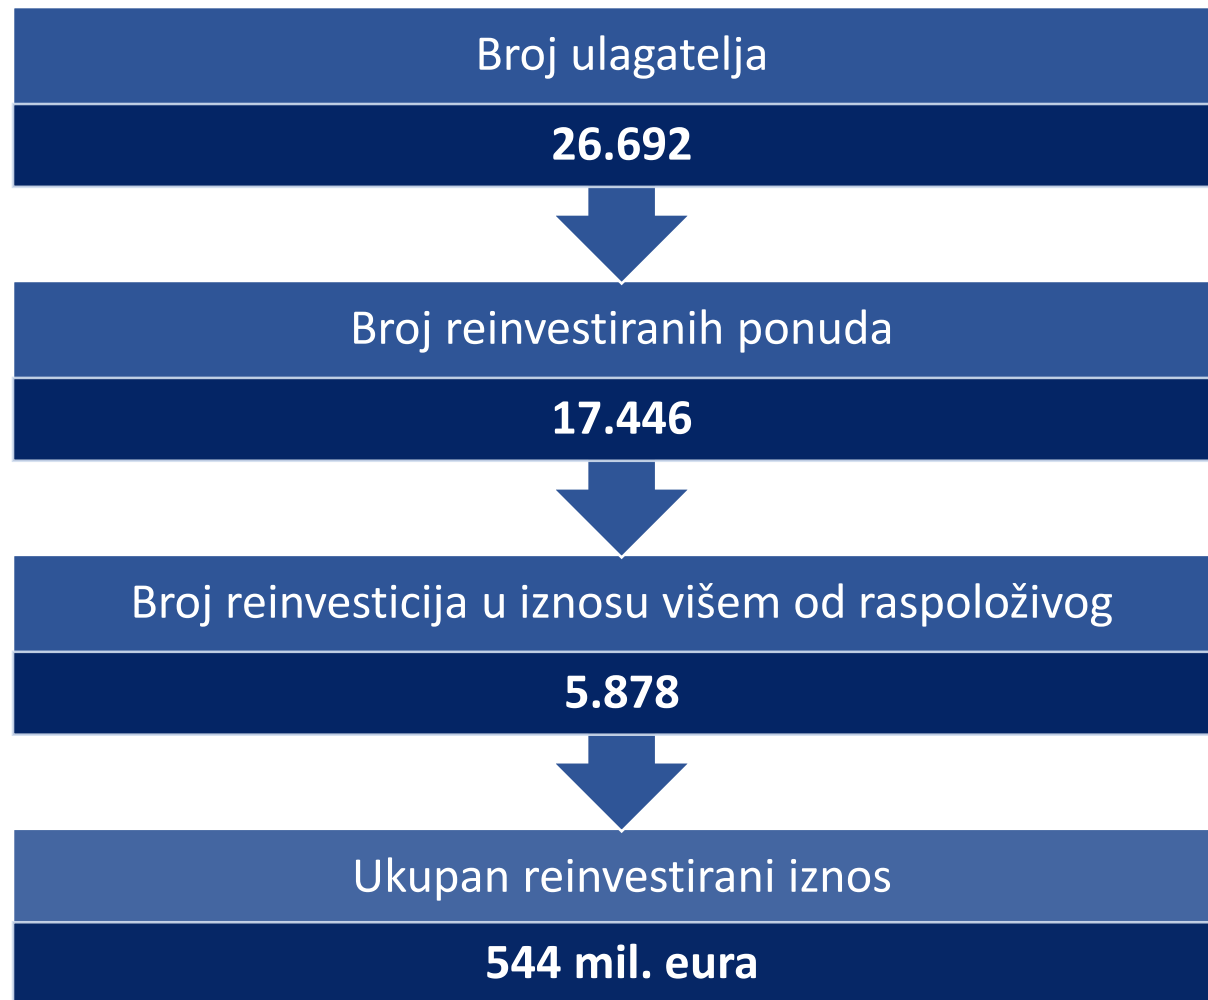 Broj ulagatelja
26.692
Broj reinvestiranih ponuda
17.446
Broj reinvesticija u iznosu višem od raspoloživog
5.878
Ukupan reinvestirani iznos
544 mil. eura